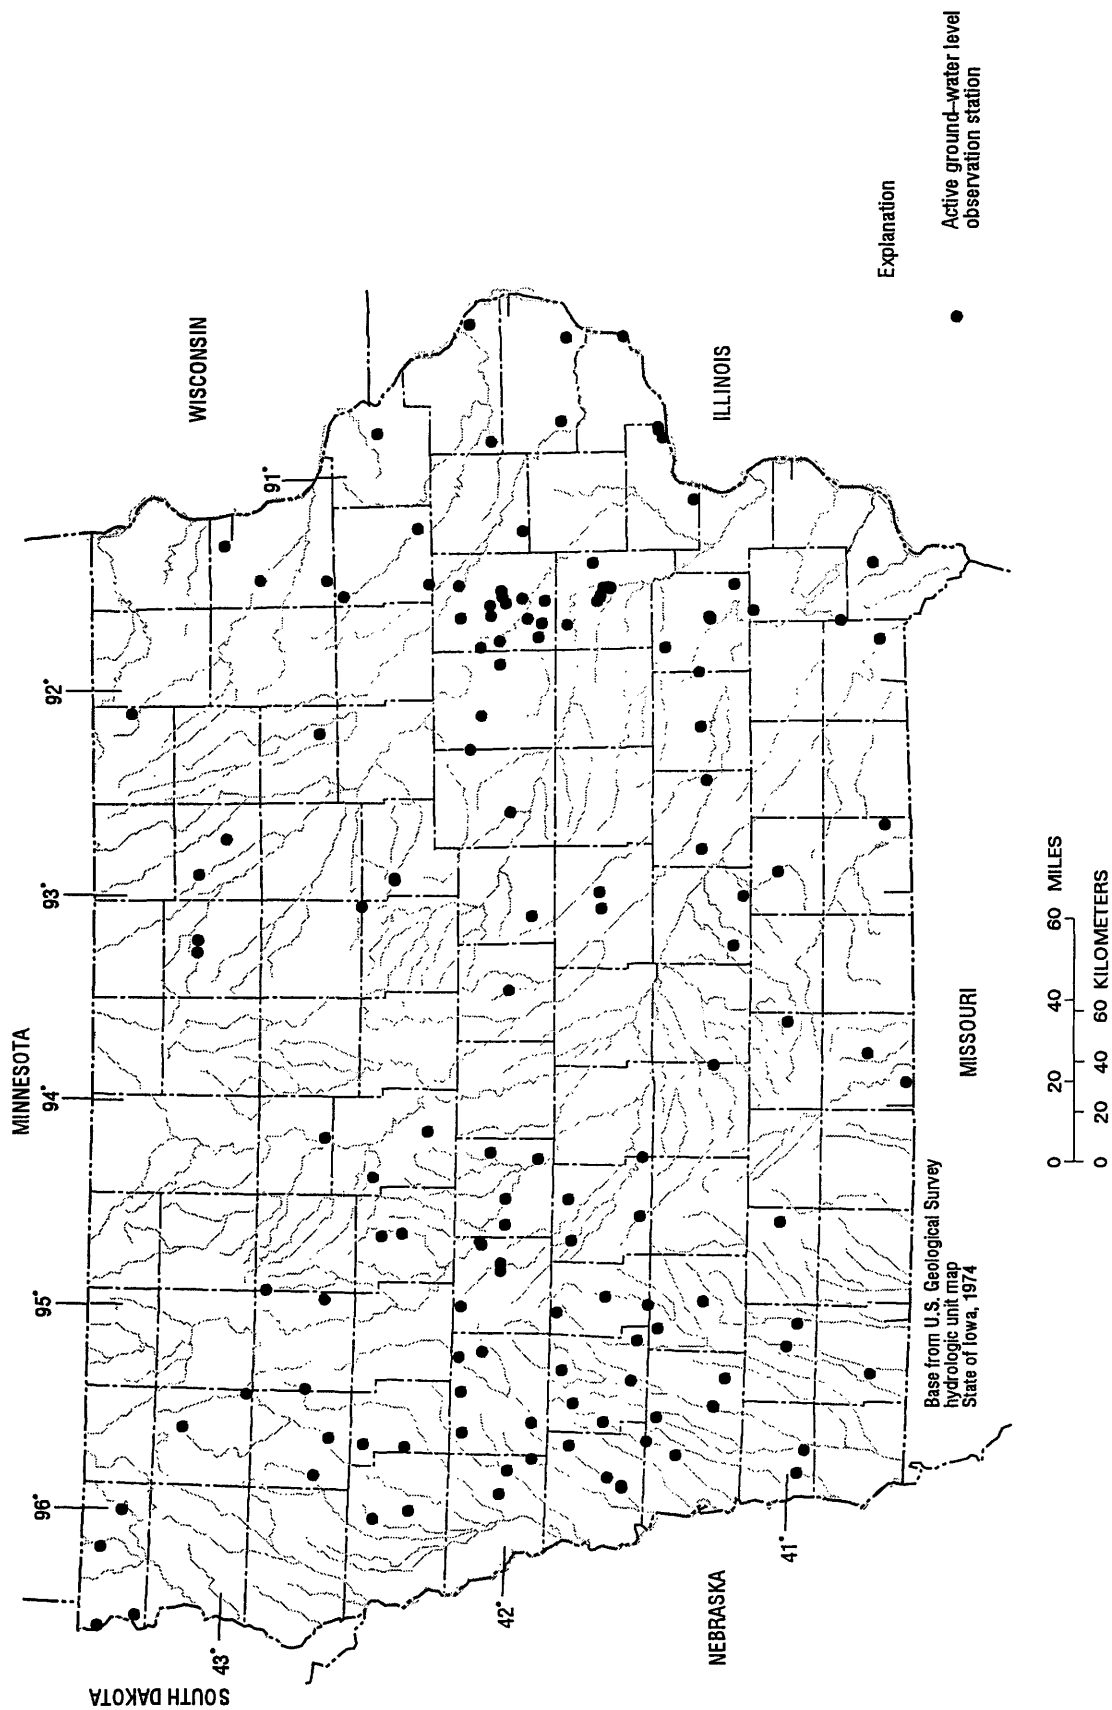 MINNESOTA
96°
95°
94°
93°
92°
91°
WISCONSIN
SOUTH DAKOTA
43°
42°
41°
NEBRASKA
ILLINOIS
MISSOURI
Base from U.S. Geological Survey
hydrologic unit map
State of Iowa, 1974
0 20 40 60 MILES
0 20 40 60 KILOMETERS
Explanation
Active ground–water level
observation station